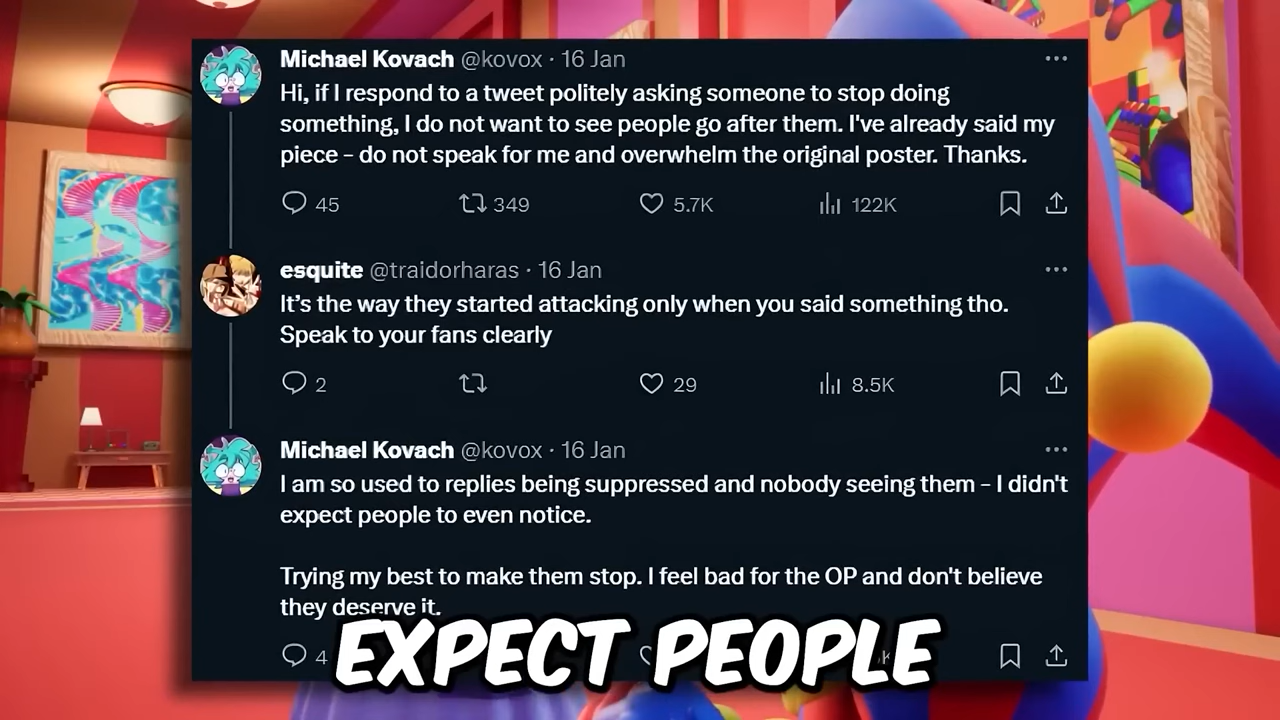 Michael Kovach @kovox · 16 Jan
Hi, if I respond to a tweet politely asking someone to stop doing
something, I do not want to see people go after them. I've already said my
piece – do not speak for me and overwhelm the original poster. Thanks.
45 349 5.7K 122K
esquite @traidorharas · 16 Jan
It's the way they started attacking only when you said something tho.
Speak to your fans clearly
2 29 8.5K
Michael Kovach @kovox · 16 Jan
I am so used to replies being suppressed and nobody seeing them – I didn't
expect people to even notice.
Trying my best to make them stop. I feel bad for the OP and don't believe
they deserve it.
4
EXPECT PEOPLE